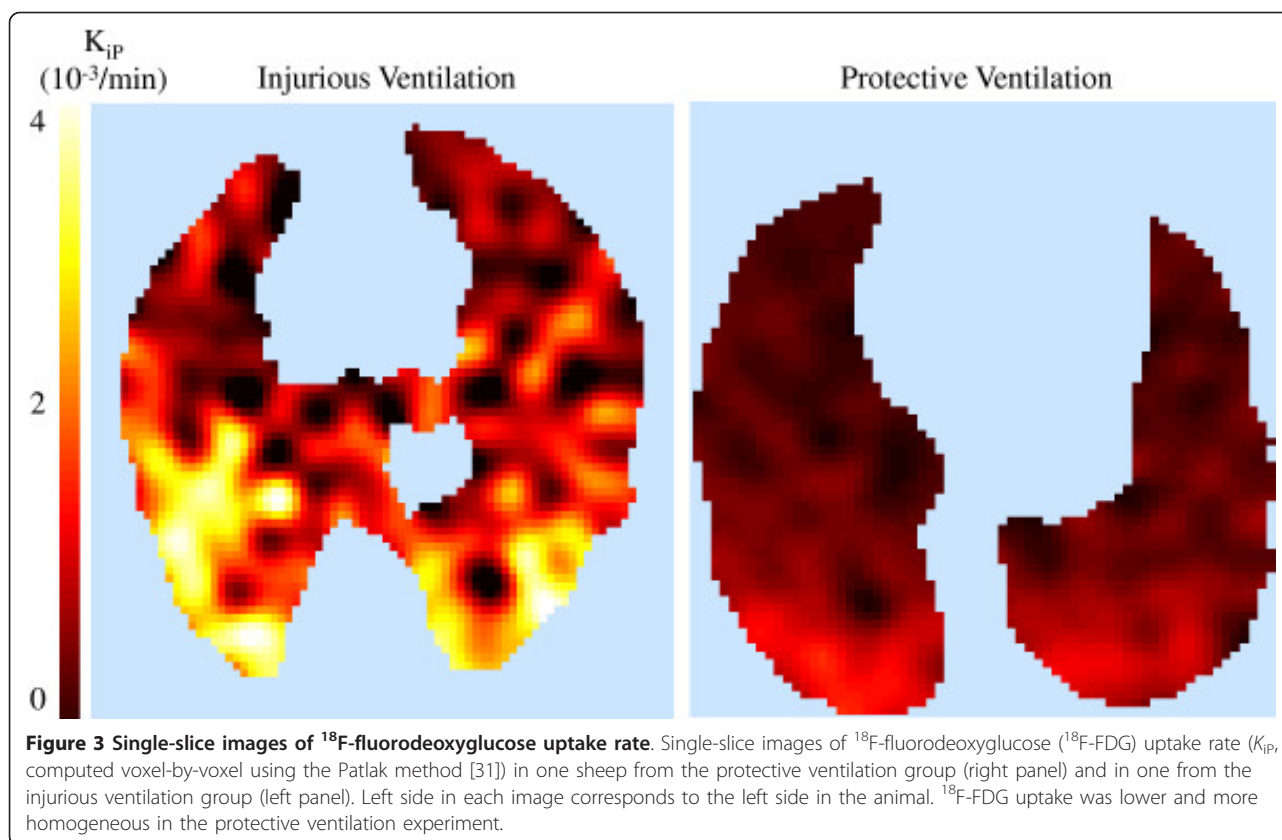 K_iP
(10⁻³/min)
Injurious Ventilation
Protective Ventilation
4
2
0
Figure 3 Single-slice images of ¹⁸F-fluorodeoxyglucose uptake rate. Single-slice images of ¹⁸F-fluorodeoxyglucose (¹⁸F-FDG) uptake rate (K_iP,
computed voxel-by-voxel using the Patlak method [31]) in one sheep from the protective ventilation group (right panel) and in one from the
injurious ventilation group (left panel). Left side in each image corresponds to the left side in the animal. ¹⁸F-FDG uptake was lower and more
homogeneous in the protective ventilation experiment.